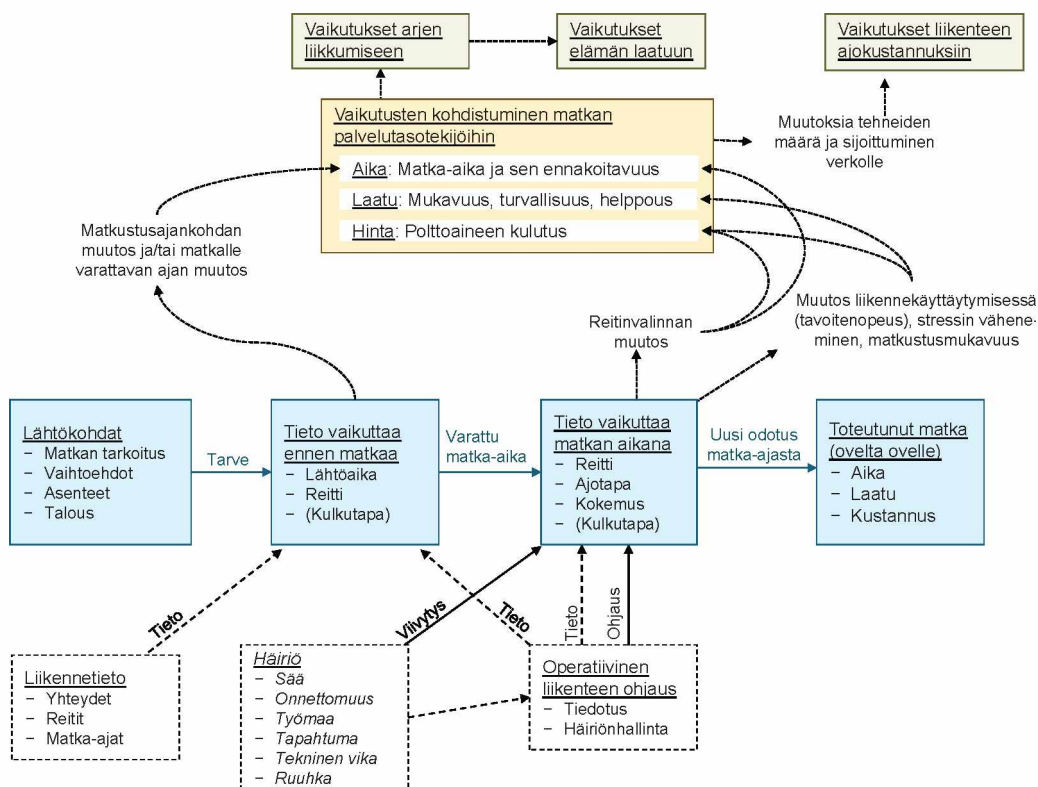 Vaikutukset arjen
liikkumiseen
Vaikutukset
elämän laatuun
Vaikutukset liikenteen
ajokustannuksiin
Vaikutusten kohdistuminen matkan
palvelutasotekijöihin
Aika: Matka-aika ja sen ennakoitavuus
Laatu: Mukavuus, turvallisuus, helppous
Hinta: Polttoaineen kulutus
Muutoksia tehneiden
määrä ja sijoittuminen
verkolle
Matkustusajankohdan
muutos ja/tai matkalle
varattavan ajan muutos
Reitinvalinnan
muutos
Muutos liikennekäyttäytymisessä
(tavoitenopeus), stressin vähene-
minen, matkustusmukavuus
Lähtökohdat
– Matkan tarkoitus
– Vaihtoehdot
– Asenteet
– Talous
Tarve
Tieto vaikuttaa
ennen matkaa
– Lähtöaika
– Reitti
– (Kulkutapa)
Varattu
matka-aika
Tieto vaikuttaa
matkan aikana
– Reitti
– Ajotapa
– Kokemus
– (Kulkutapa)
Uusi odotus
matka-ajasta
Toteutunut matka
(ovelta ovelle)
– Aika
– Laatu
– Kustannus
Tieto
Viivytys
Tieto
Tieto
Ohjaus
Liikennetieto
– Yhteydet
– Reitit
– Matka-ajat
Häiriö
– Sää
– Onnettomuus
– Työmaa
– Tapahtuma
– Tekninen vika
– Ruuhka
Operatiivinen
liikenteen ohjaus
– Tiedotus
– Häiriönhallinta